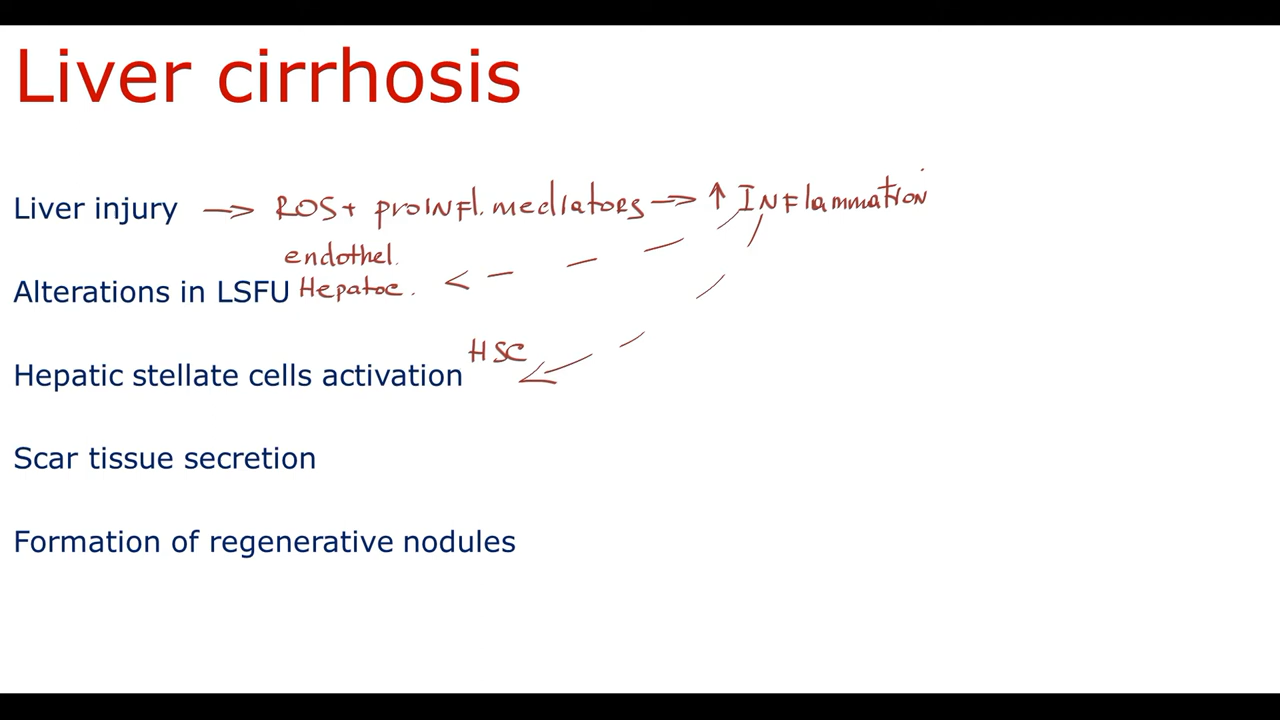 Liver cirrhosis
Liver injury → ROS + proINFl. mediators → ↑ INFlammation
endothel.
Alterations in LSFU Hepatoc.
HSC
Hepatic stellate cells activation
Scar tissue secretion
Formation of regenerative nodules